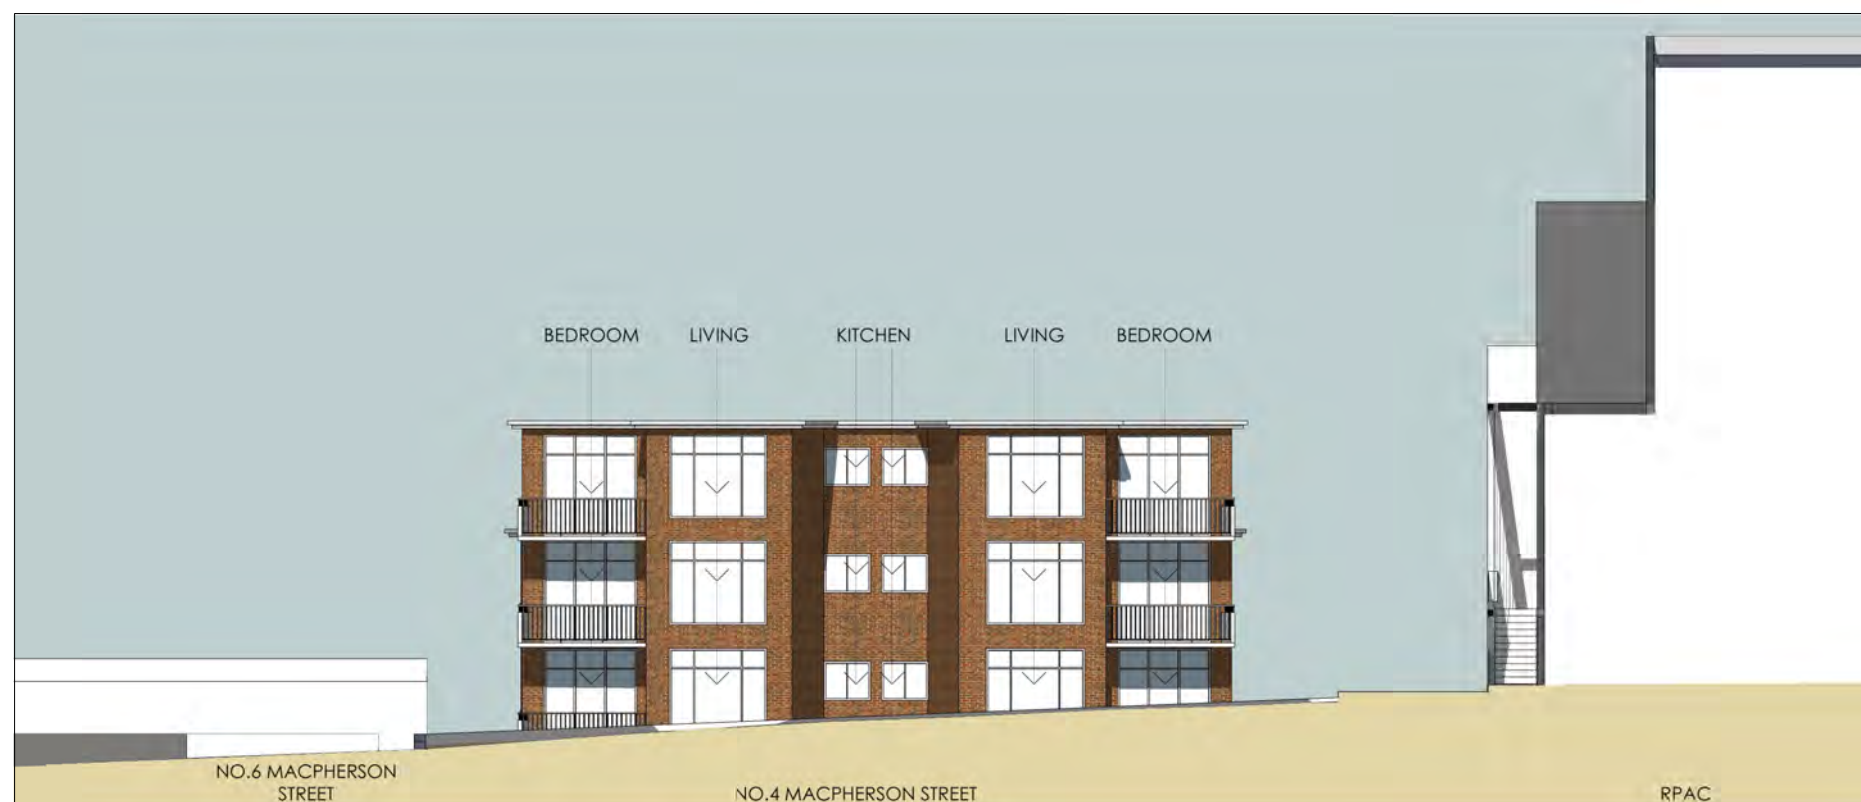 BEDROOM LIVING KITCHEN LIVING BEDROOM
NO.6 MACPHERSON
STREET
NO.4 MACPHERSON STREET
RPAC